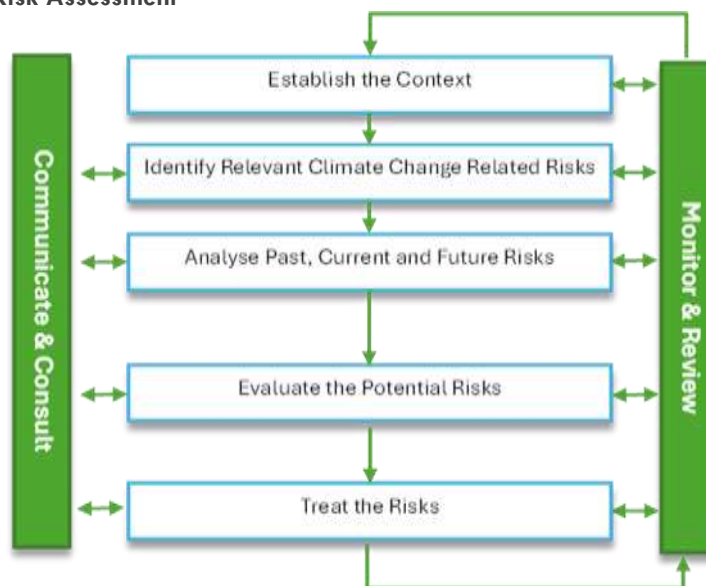 Risk Assessment
Establish the Context
Identify Relevant Climate Change Related Risks
Analyse Past, Current and Future Risks
Evaluate the Potential Risks
Treat the Risks
Communicate & Consult
Monitor & Review